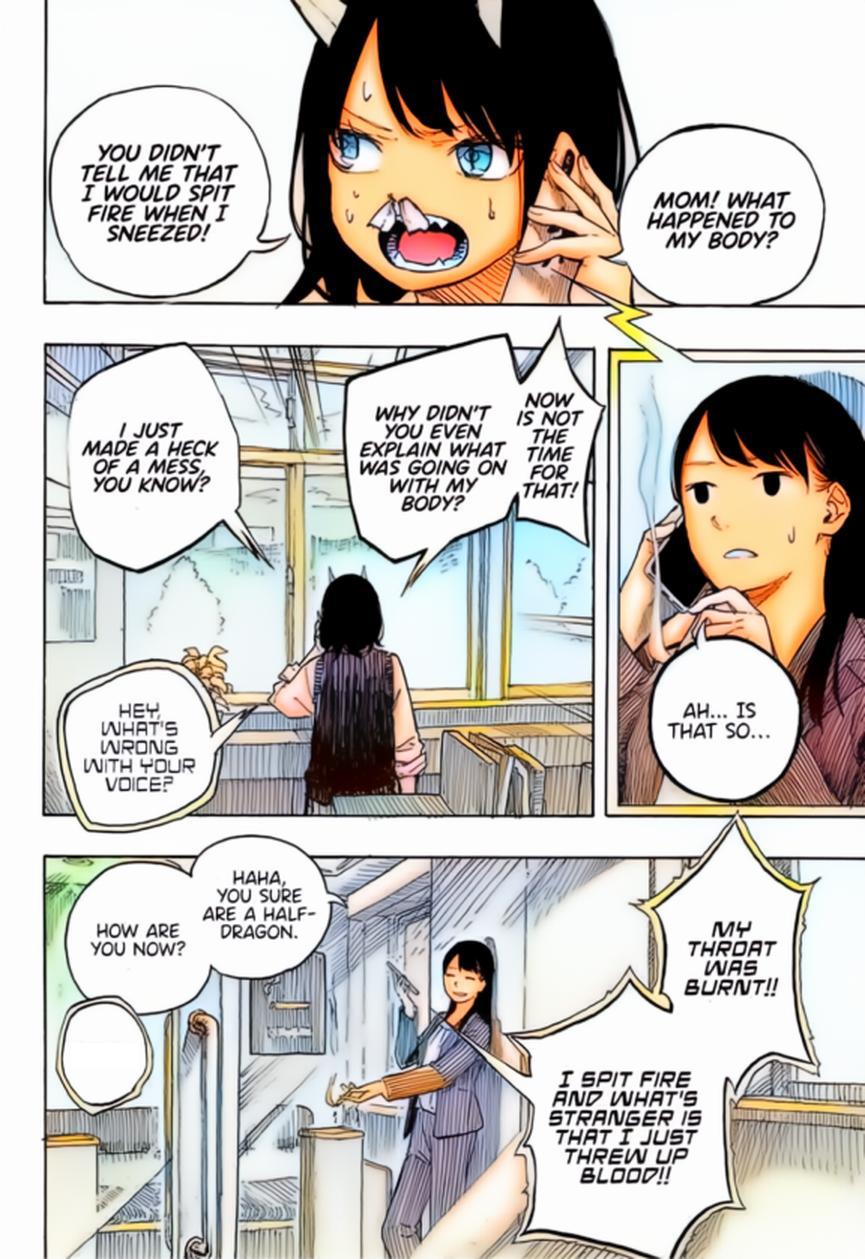 MOM! WHAT
HAPPENED TO
MY BODY?
YOU DIDN'T
TELL ME THAT
I WOULD SPIT
FIRE WHEN I
SNEEZED!
AH... IS
THAT SO...
NOW
IS NOT
THE
TIME
FOR
THAT!
WHY DIDN'T
YOU EVEN
EXPLAIN WHAT
WAS GOING ON
WITH MY
BODY?
I JUST
MADE A HECK
OF A MESS,
YOU KNOW?
HEY,
WHAT'S
WRONG
WITH YOUR
VOICE?
MY
THROAT
WAS
BURNT!!
I SPIT FIRE
AND WHAT'S
STRANGER IS
THAT I JUST
THREW UP
BLOOD!!
HAHA,
YOU SURE
ARE A HALF-
DRAGON.
HOW ARE
YOU NOW?